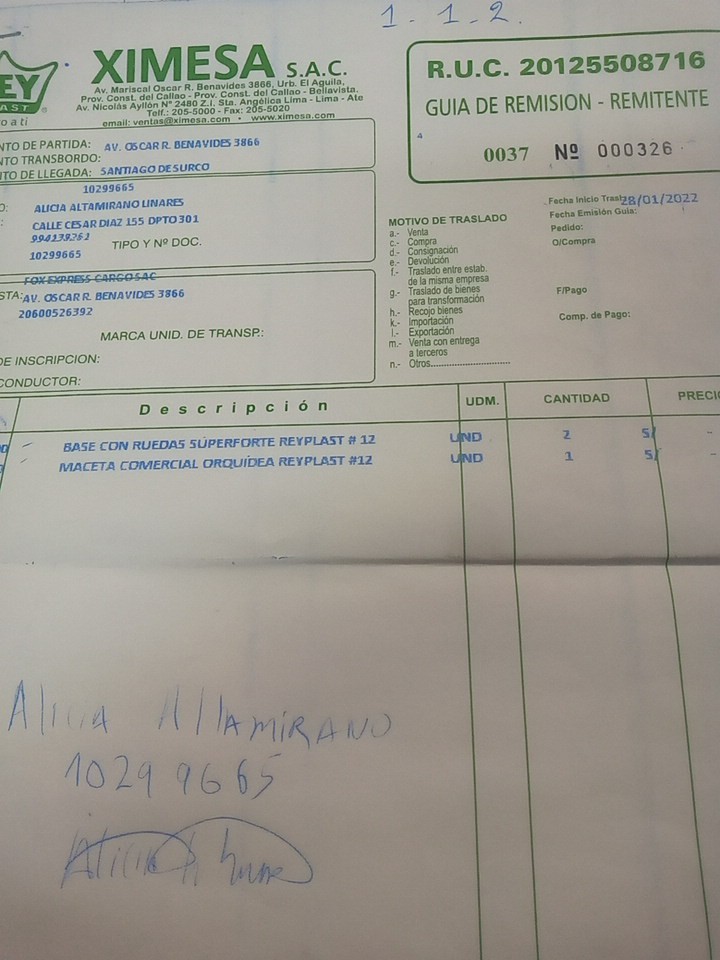 1. 1. 2.
EY
AST
®
o a ti
XIMESA S.A.C.
Av. Mariscal Oscar R. Benavides 3866, Urb. El Aguila,
Prov. Const. del Callao - Prov. Const. del Callao - Bellavista.
Av. Nicolás Ayllón Nº 2480 Z.I. Sta. Angélica Lima - Lima - Ate
Telf.: 205-5000 - Fax: 205-5020
email: ventas@ximesa.com • www.ximesa.com
R.U.C. 20125508716
GUIA DE REMISION - REMITENTE
4
0037 Nº 000326
NTO DE PARTIDA: AV. OSCAR R. BENAVIDES 3866
NTO TRANSBORDO:
TO DE LLEGADA: SANTIAGO DE SURCO
10299665
O: ALICIA ALTAMIRANO LINARES
: CALLE CESAR DIAZ 155 DPTO 301
994139261
TIPO Y Nº DOC.
10299665
FOX EXPRESS CARGO SAC
STA: AV. OSCAR R. BENAVIDES 3866
20600526392
MARCA UNID. DE TRANSP.:
DE INSCRIPCION:
CONDUCTOR:
Fecha Inicio Trasl 28/01/2022
Fecha Emisión Guía:
Pedido:
O/Compra
F/Pago
Comp. de Pago:
MOTIVO DE TRASLADO
a.- Venta
c.- Compra
d.- Consignación
e.- Devolución
f.- Traslado entre estab.
de la misma empresa
g.- Traslado de bienes
para transformación
h.- Recojo bienes
k.- Importación
l.- Exportación
m.- Venta con entrega
a terceros
n.- Otros..............................
Descripción UDM. CANTIDAD PRECIO
BASE CON RUEDAS SUPERFORTE REYPLAST # 12 UND 2 S/ -
MACETA COMERCIAL ORQUÍDEA REYPLAST #12 UND 1 S/ -
Alicia AltAMIRANO
10299665